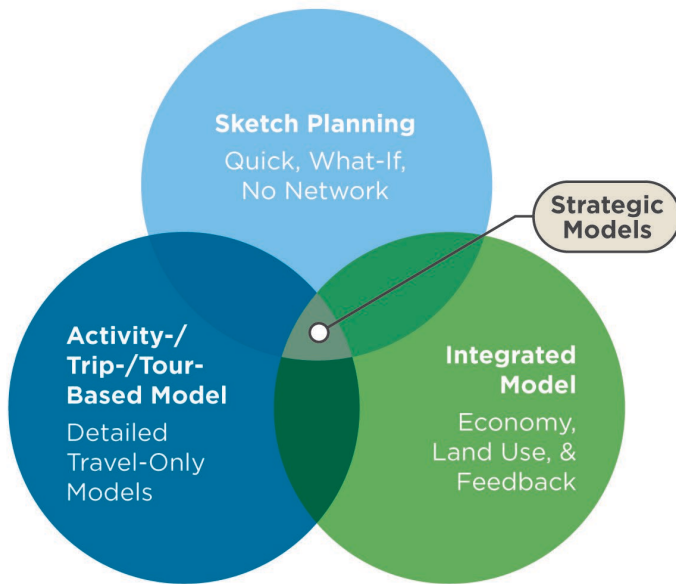 Sketch Planning
Quick, What-If,
No Network
Strategic
Models
Activity-/
Trip-/Tour-
Based Model
Detailed
Travel-Only
Models
Integrated
Model
Economy,
Land Use, &
Feedback